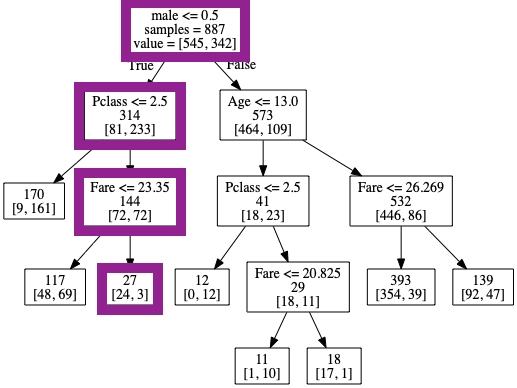 male <= 0.5
samples = 887
value = [545, 342]
True
False
Pclass <= 2.5
314
[81, 233]
Age <= 13.0
573
[464, 109]
170
[9, 161]
Fare <= 23.35
144
[72, 72]
Pclass <= 2.5
41
[18, 23]
Fare <= 26.269
532
[446, 86]
117
[48, 69]
27
[24, 3]
12
[0, 12]
Fare <= 20.825
29
[18, 11]
393
[354, 39]
139
[92, 47]
11
[1, 10]
18
[17, 1]